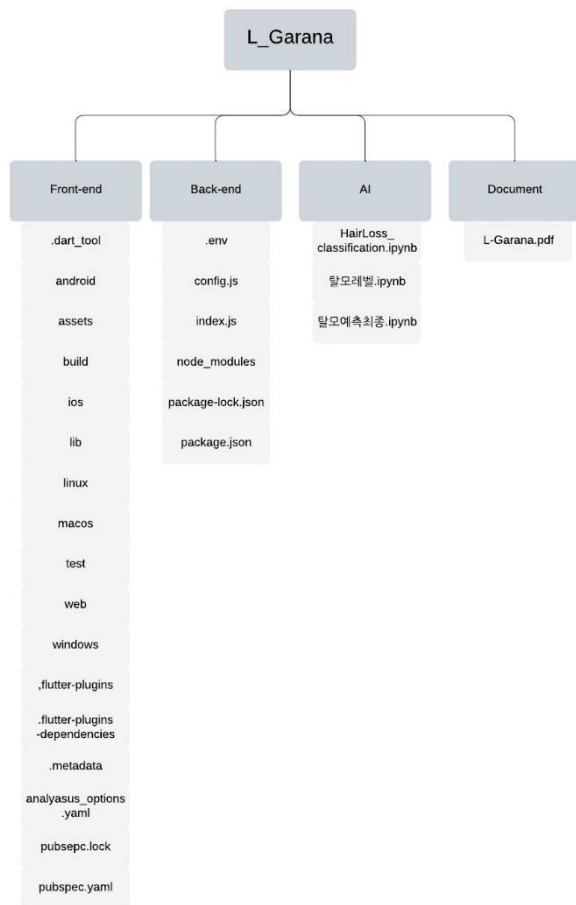 L_Garana
Front-end
.dart_tool
android
assets
build
ios
lib
linux
macos
test
web
windows
,flutter-plugins
.flutter-plugins
-dependencies
.metadata
analyasus_options
.yaml
pubsepc.lock
pubspec.yaml
Back-end
.env
config.js
index.js
node_modules
package-lock.json
package.json
AI
HairLoss_
classification.ipynb
탈모레벨.ipynb
탈모예측최종.ipynb
Document
L-Garana.pdf